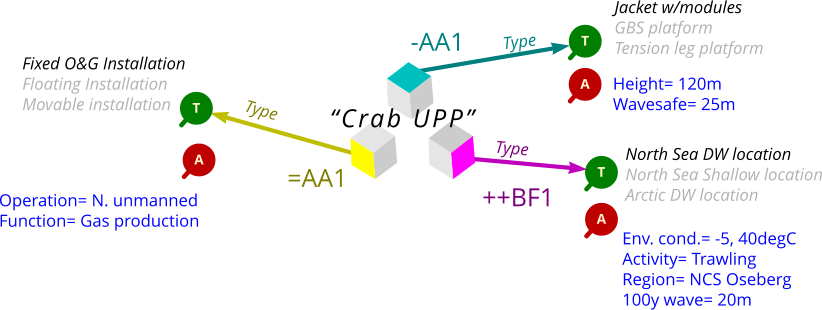 Jacket w/modules
GBS platform
Tension leg platform
-AA1
Type
T
A
Height= 120m
Wavesafe= 25m
Fixed O&G Installation
Floating Installation
Movable installation
T
Type
A
=AA1
Operation= N. unmanned
Function= Gas production
“Crab UPP”
Type
++BF1
T
North Sea DW location
North Sea Shallow location
Arctic DW location
A
Env. cond.= -5, 40degC
Activity= Trawling
Region= NCS Oseberg
100y wave= 20m